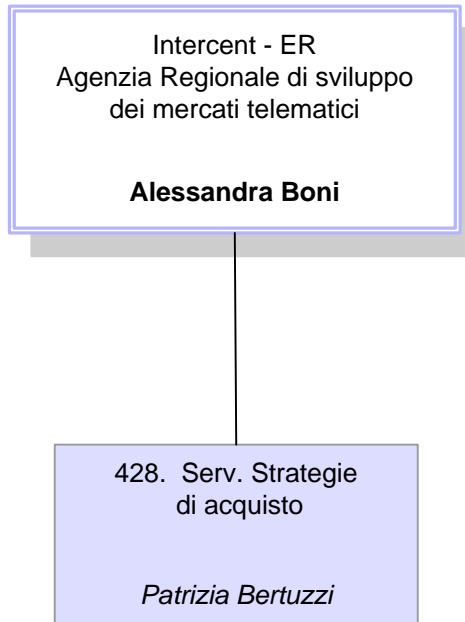 Intercent - ER
Agenzia Regionale di sviluppo
dei mercati telematici
Alessandra Boni
428. Serv. Strategie
di acquisto
Patrizia Bertuzzi